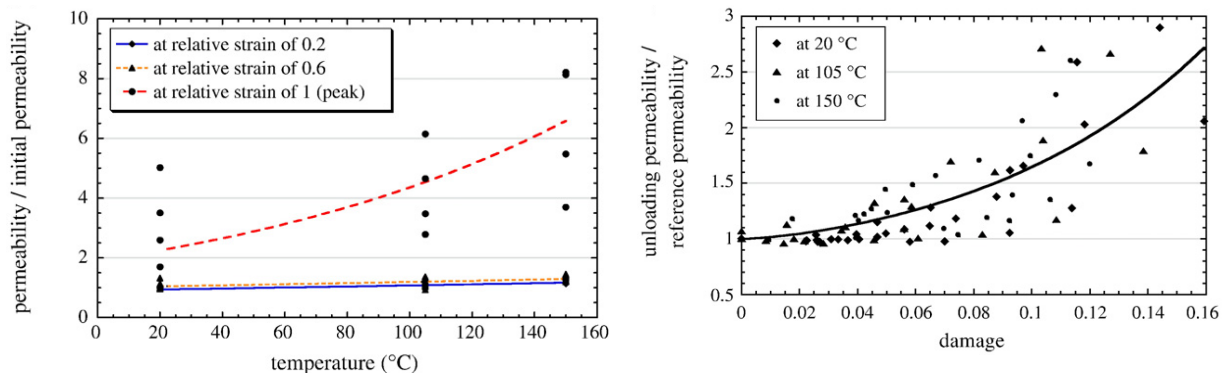 permeability / initial permeability
10
8
6
4
2
0
at relative strain of 0.2
at relative strain of 0.6
at relative strain of 1 (peak)
0 20 40 60 80 100 120 140 160
temperature (°C)
unloading permeability /
reference permeability
3
2.5
2
1.5
1
0.5
at 20 °C
at 105 °C
at 150 °C
0 0.02 0.04 0.06 0.08 0.1 0.12 0.14 0.16
damage